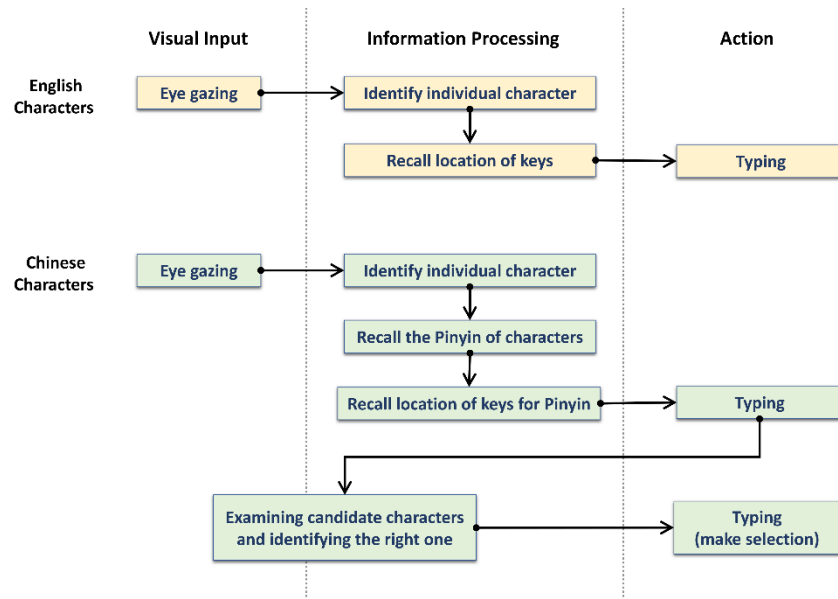 Visual Input
Information Processing
Action
English
Characters
Eye gazing
Identify individual character
Recall location of keys
Typing
Chinese
Characters
Eye gazing
Identify individual character
Recall the Pinyin of characters
Recall location of keys for Pinyin
Typing
Examining candidate characters
and identifying the right one
Typing
(make selection)